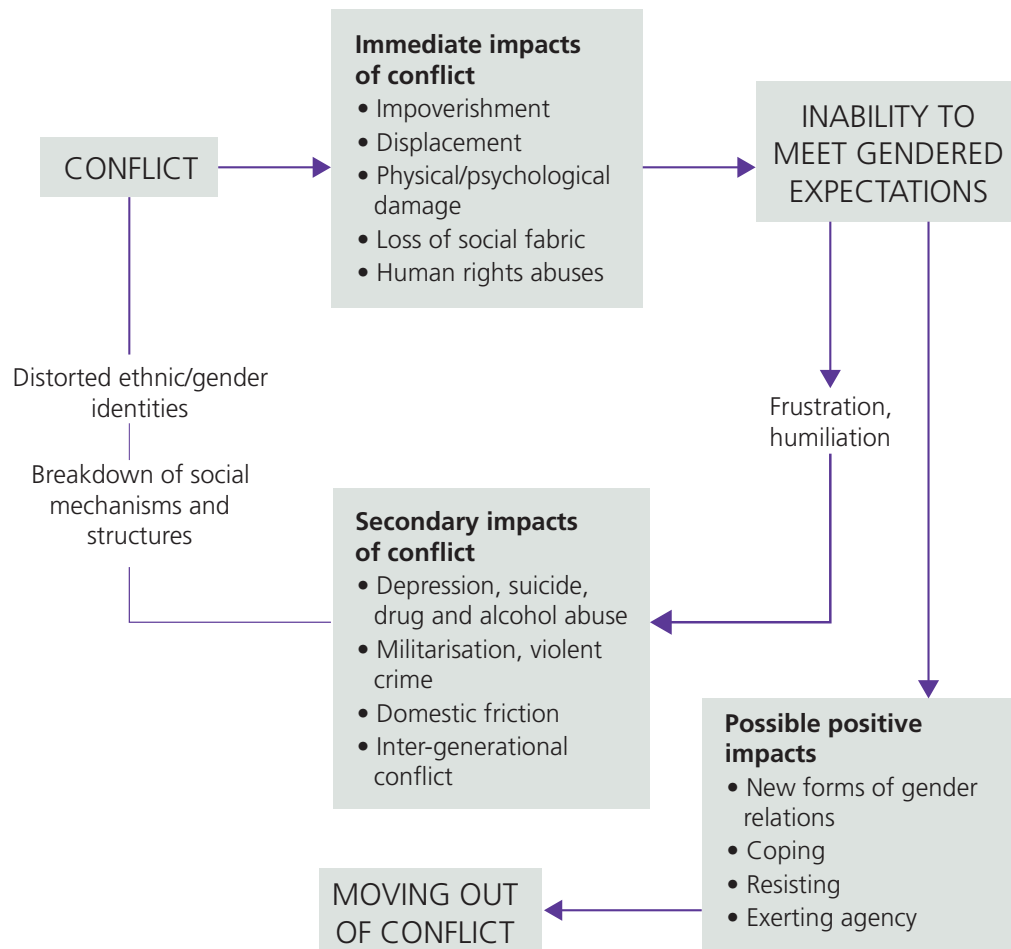 CONFLICT
Immediate impacts
of conflict
• Impoverishment
• Displacement
• Physical/psychological
damage
• Loss of social fabric
• Human rights abuses
INABILITY TO
MEET GENDERED
EXPECTATIONS
Frustration,
humiliation
Distorted ethnic/gender
identities
Breakdown of social
mechanisms and
structures
Secondary impacts
of conflict
• Depression, suicide,
drug and alcohol abuse
• Militarisation, violent
crime
• Domestic friction
• Inter-generational
conflict
Possible positive
impacts
• New forms of gender
relations
• Coping
• Resisting
• Exerting agency
MOVING OUT
OF CONFLICT